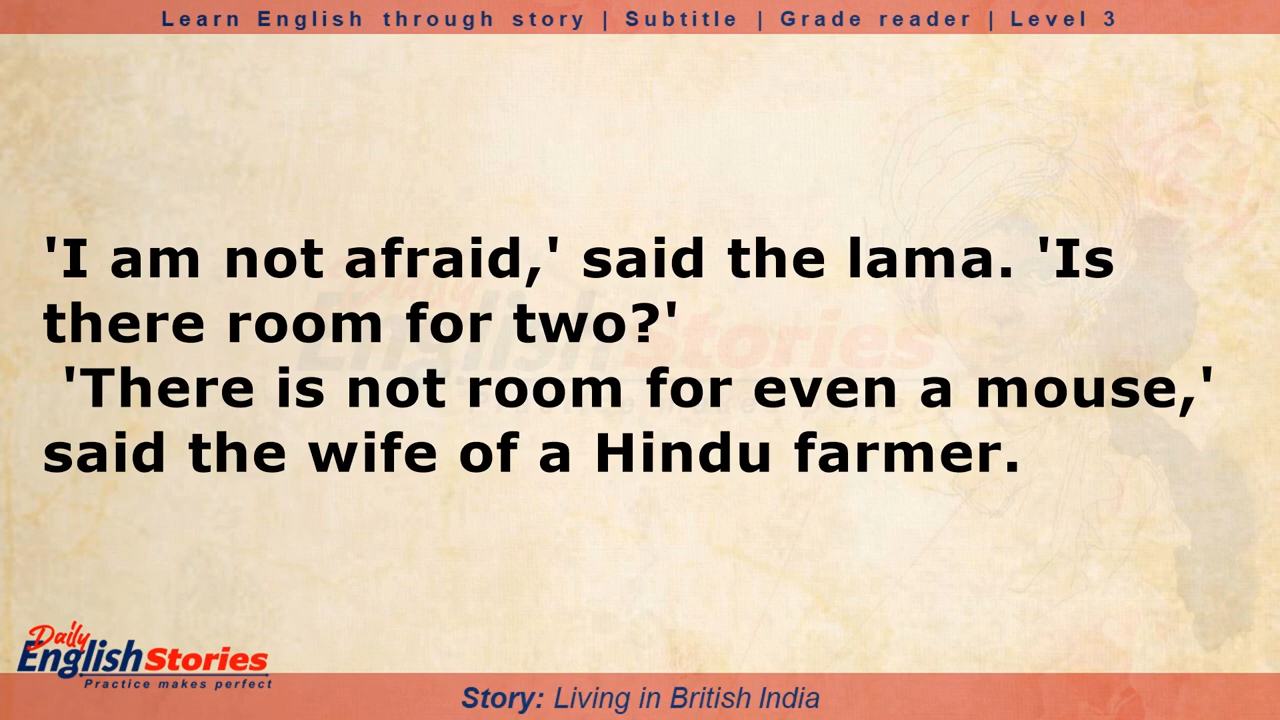 Learn English through story | Subtitle | Grade reader | Level 3
'I am not afraid,' said the lama. 'Is
there room for two?'
'There is not room for even a mouse,'
said the wife of a Hindu farmer.
Daily
English Stories
Practice makes perfect
Story: Living in British India